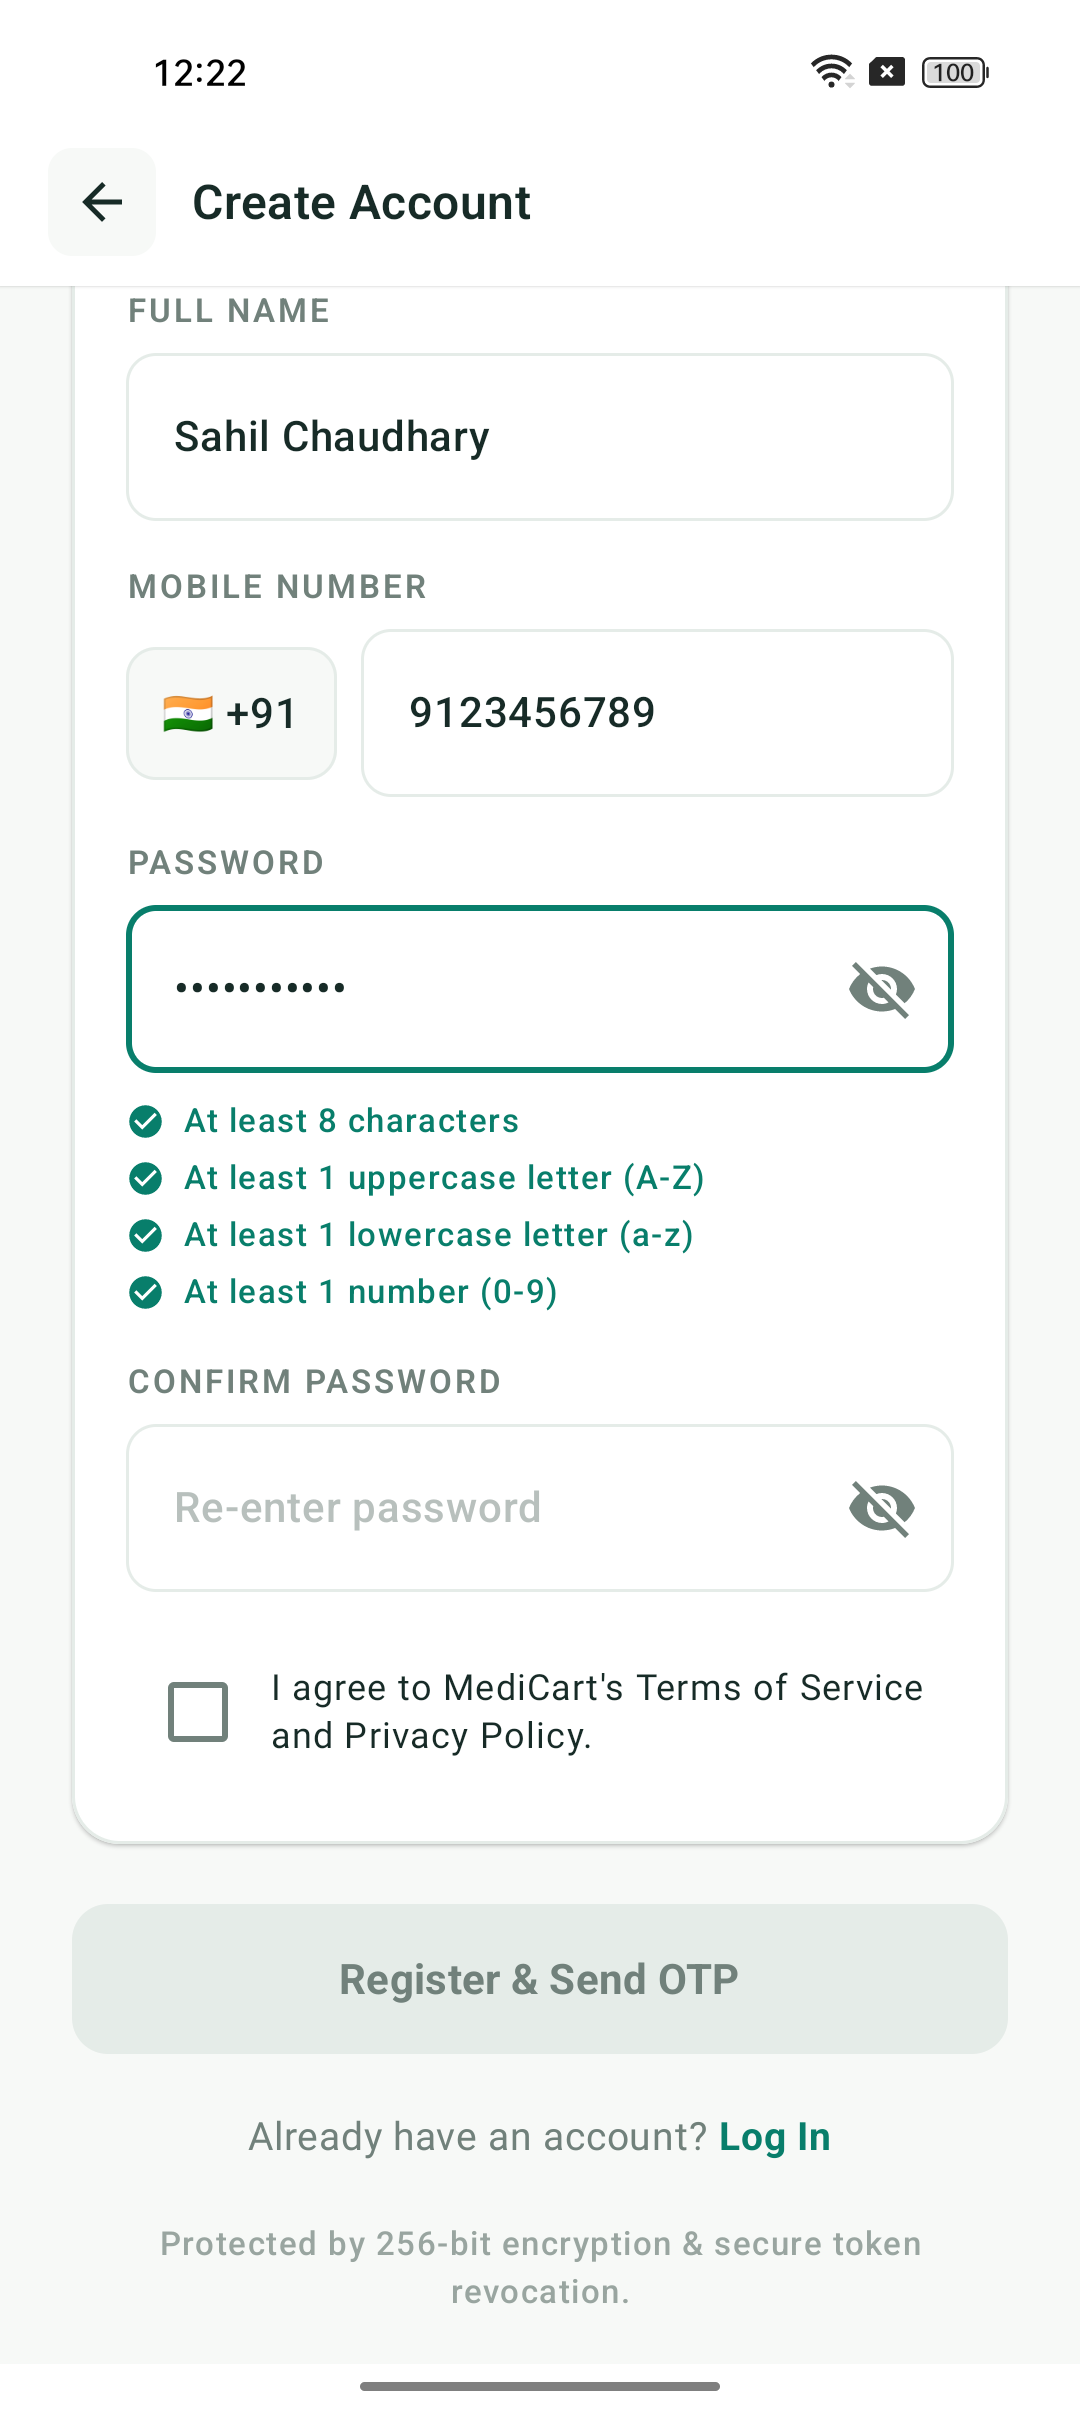 12:22
100
Create Account
FULL NAME
Sahil Chaudhary
MOBILE NUMBER
🇮🇳 +91
9123456789
PASSWORD
•••••••••••
At least 8 characters
At least 1 uppercase letter (A-Z)
At least 1 lowercase letter (a-z)
At least 1 number (0-9)
CONFIRM PASSWORD
Re-enter password
I agree to MediCart's Terms of Service
and Privacy Policy.
Register & Send OTP
Already have an account? Log In
Protected by 256-bit encryption & secure token
revocation.